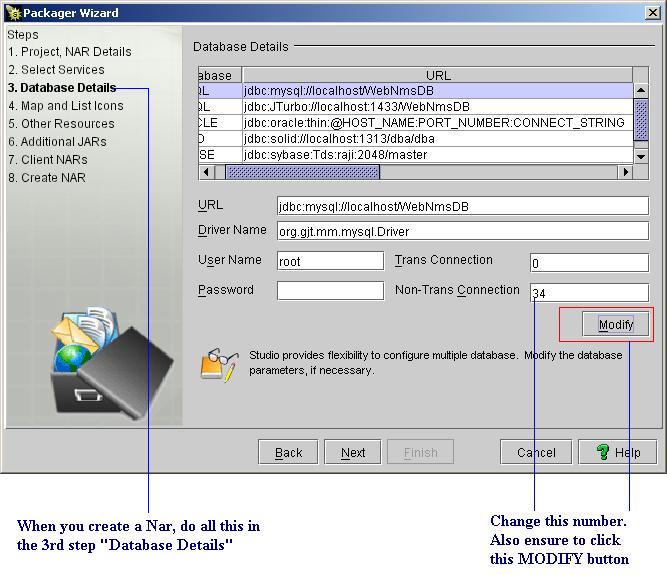 Packager Wizard
Steps
1. Project, NAR Details
2. Select Services
3. Database Details
4. Map and List Icons
5. Other Resources
6. Additional JARs
7. Client NARs
8. Create NAR
Database Details
abase URL
QL jdbc:mysql://localhost/WebNmsDB
QL jdbc:JTurbo://localhost:1433/WebNmsDB
CLE jdbc:oracle:thin:@HOST_NAME:PORT_NUMBER:CONNECT_STRING
D jdbc:solid://localhost:1313/dba/dba
SE jdbc:sybase:Tds:raji:2048/master
URL jdbc:mysql://localhost/WebNmsDB
Driver Name org.gjt.mm.mysql.Driver
User Name root Trans Connection 0
Password Non-Trans Connection 34
Modify
Studio provides flexibility to configure multiple database. Modify the database
parameters, if necessary.
Back Next Finish Cancel ? Help
When you create a Nar, do all this in
the 3rd step "Database Details"
Change this number.
Also ensure to click
this MODIFY button